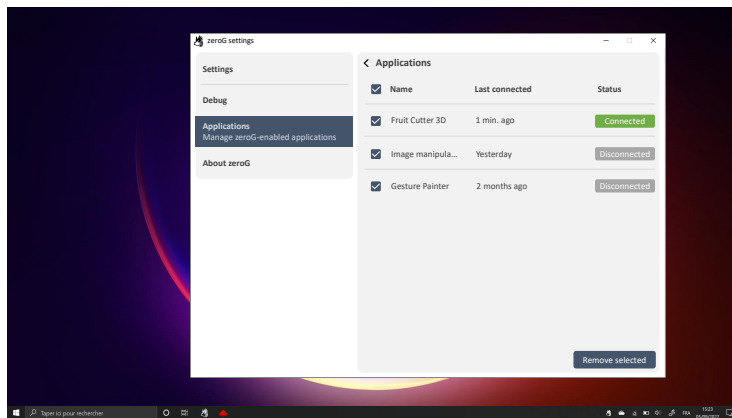 zeroG settings
Settings
Debug
Applications
Manage zeroG-enabled applications
About zeroG
Applications
Name Last connected Status
Fruit Cutter 3D 1 min. ago Connected
Image manipula... Yesterday Disconnected
Gesture Painter 2 months ago Disconnected
Remove selected
Taper ici pour rechercher
FRA
15:23